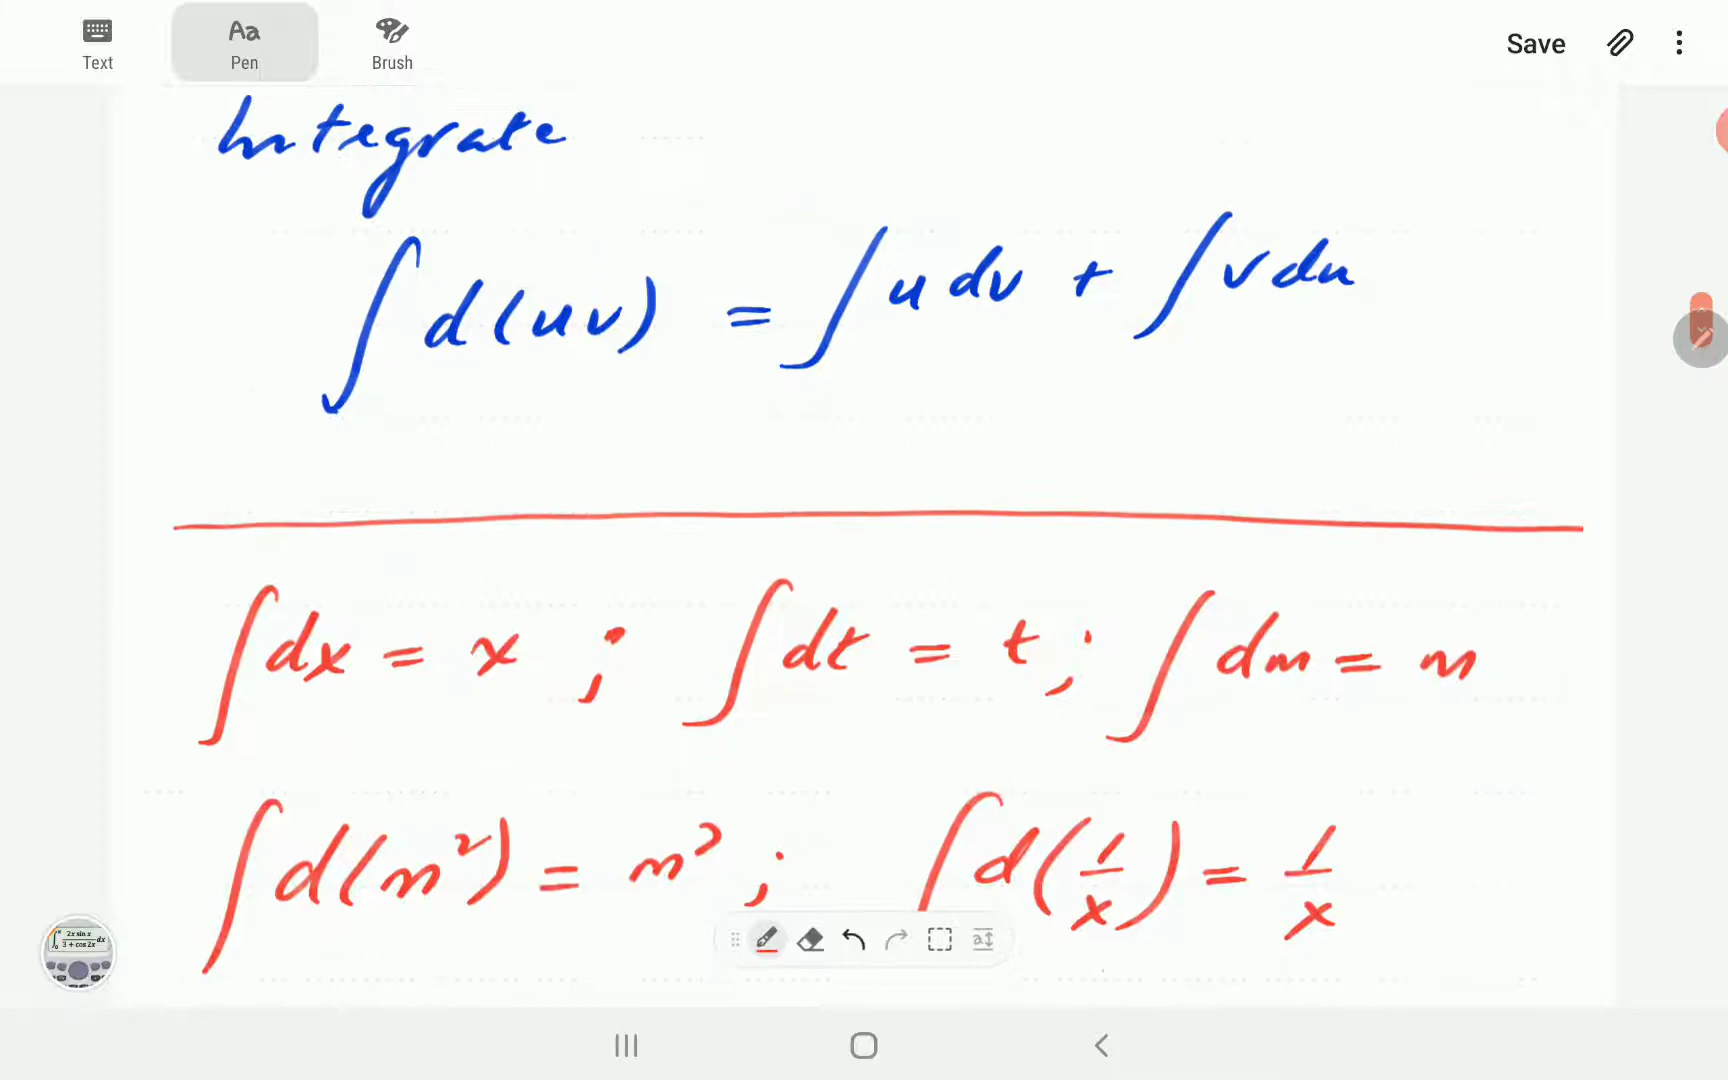 Text Pen Brush Save
Integrate
∫ d(uv) = ∫ u dv + ∫ v du
∫ dx = x ; ∫ dt = t ; ∫ dm = m
∫ d(m²) = m² ; ∫ d(1/x) = 1/x